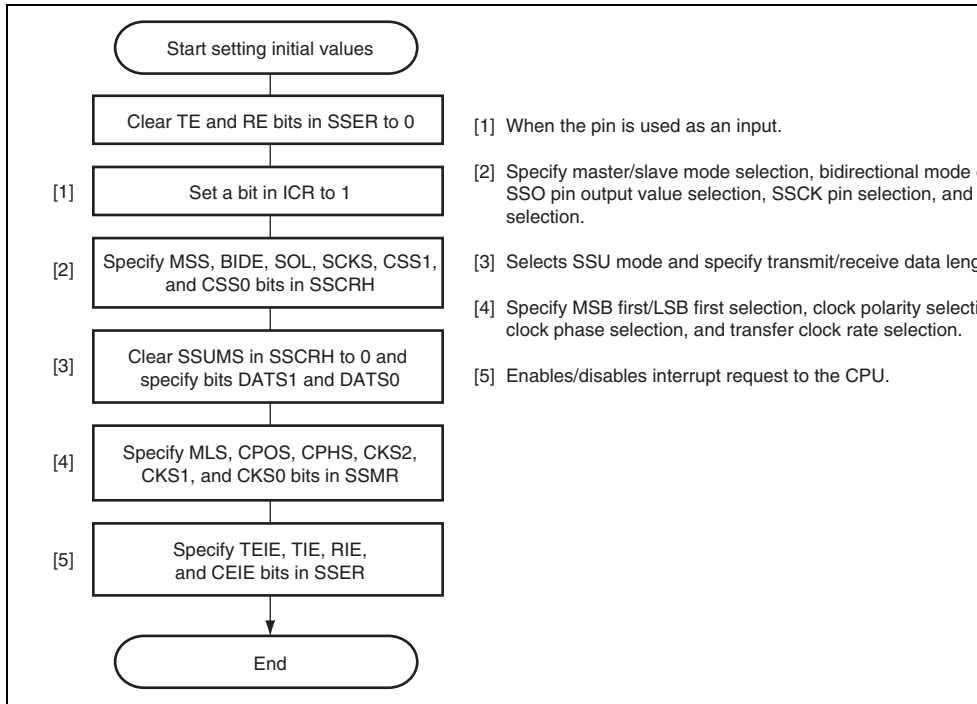 Start setting initial values
Clear TE and RE bits in SSER to 0
[1]
Set a bit in ICR to 1
[2]
Specify MSS, BIDE, SOL, SCKS, CSS1,
and CSS0 bits in SSCRH
[3]
Clear SSUMS in SSCRH to 0 and
specify bits DATS1 and DATS0
[4]
Specify MLS, CPOS, CPHS, CKS2,
CKS1, and CKS0 bits in SSMR
[5]
Specify TEIE, TIE, RIE,
and CEIE bits in SSER
End
[1] When the pin is used as an input.
[2] Specify master/slave mode selection, bidirectional mode
SSO pin output value selection, SSCK pin selection, and
selection.
[3] Selects SSU mode and specify transmit/receive data
[4] Specify MSB first/LSB first selection, clock polarity
clock phase selection, and transfer clock rate selection.
[5] Enables/disables interrupt request to the CPU.